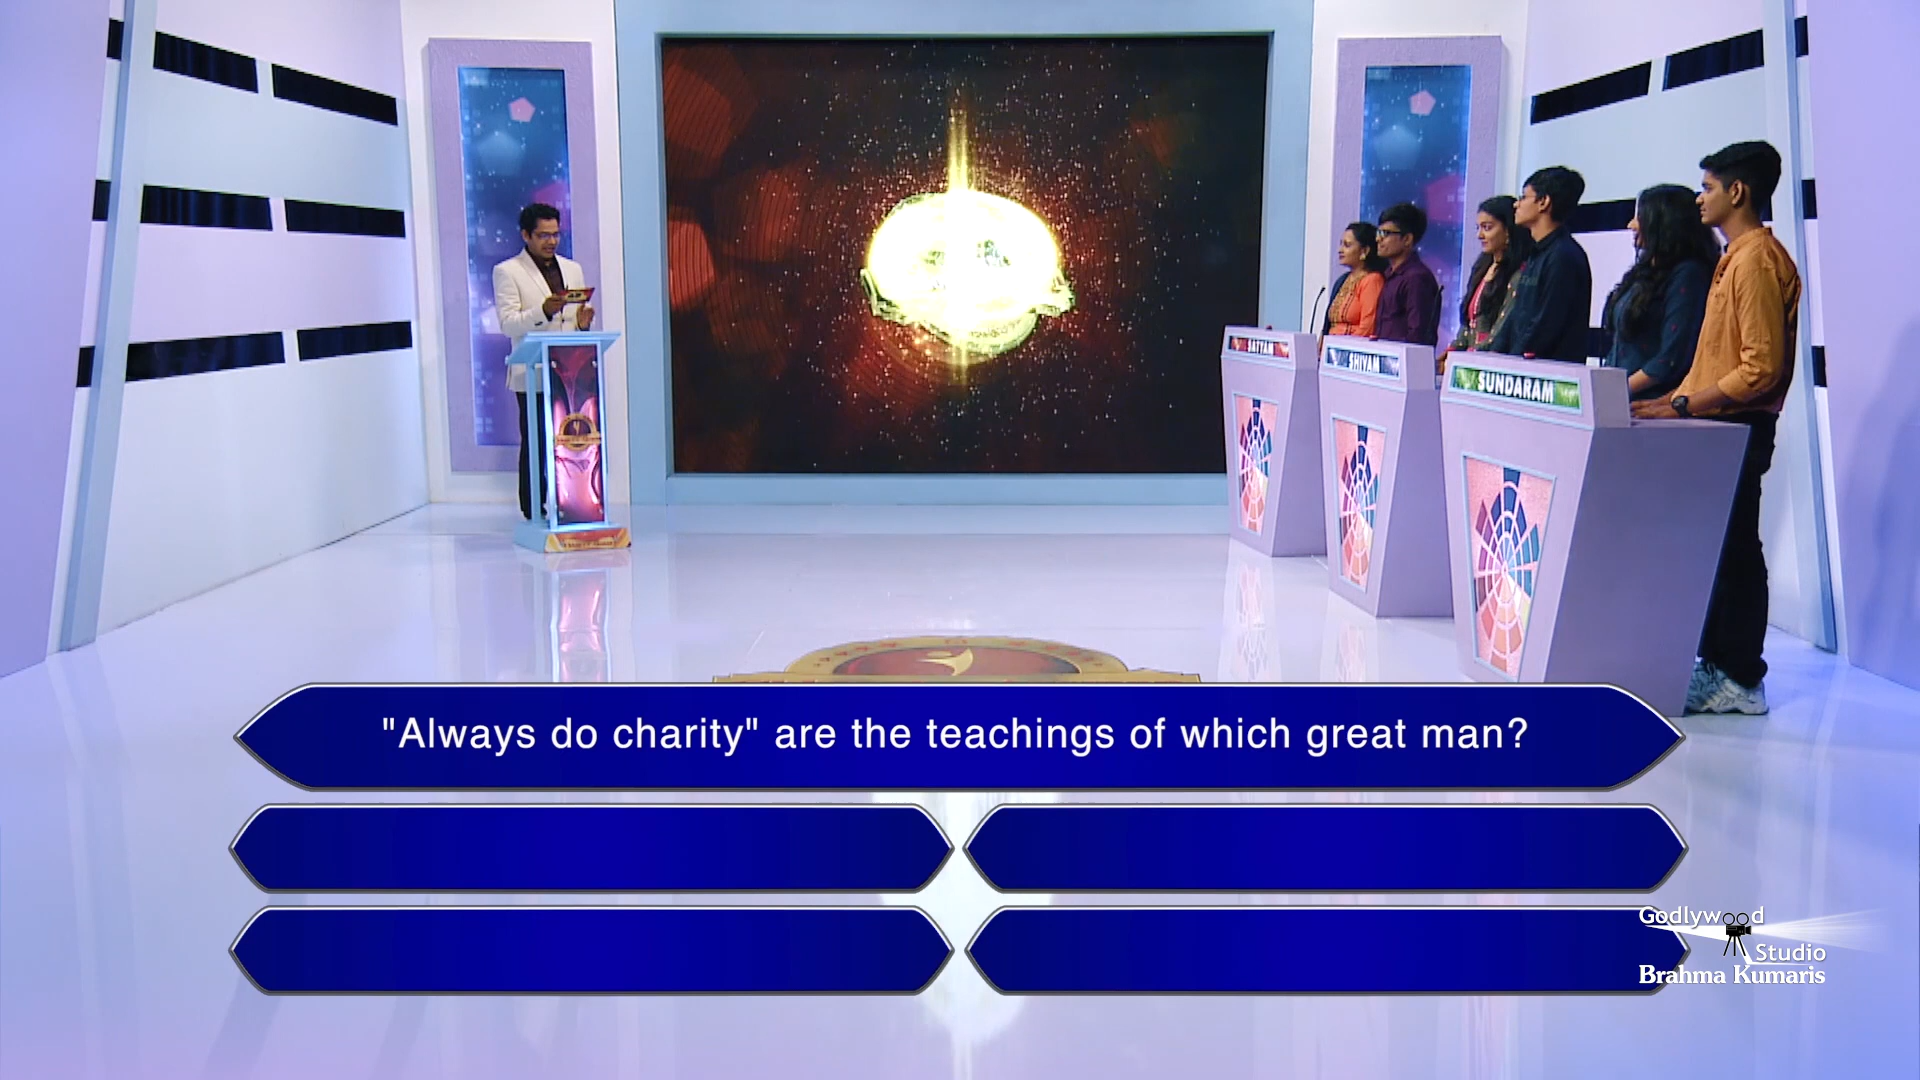 SATYAM
SHIVAM
SUNDARAM
"Always do charity" are the teachings of which great man?
Godlywood
Studio
Brahma Kumaris